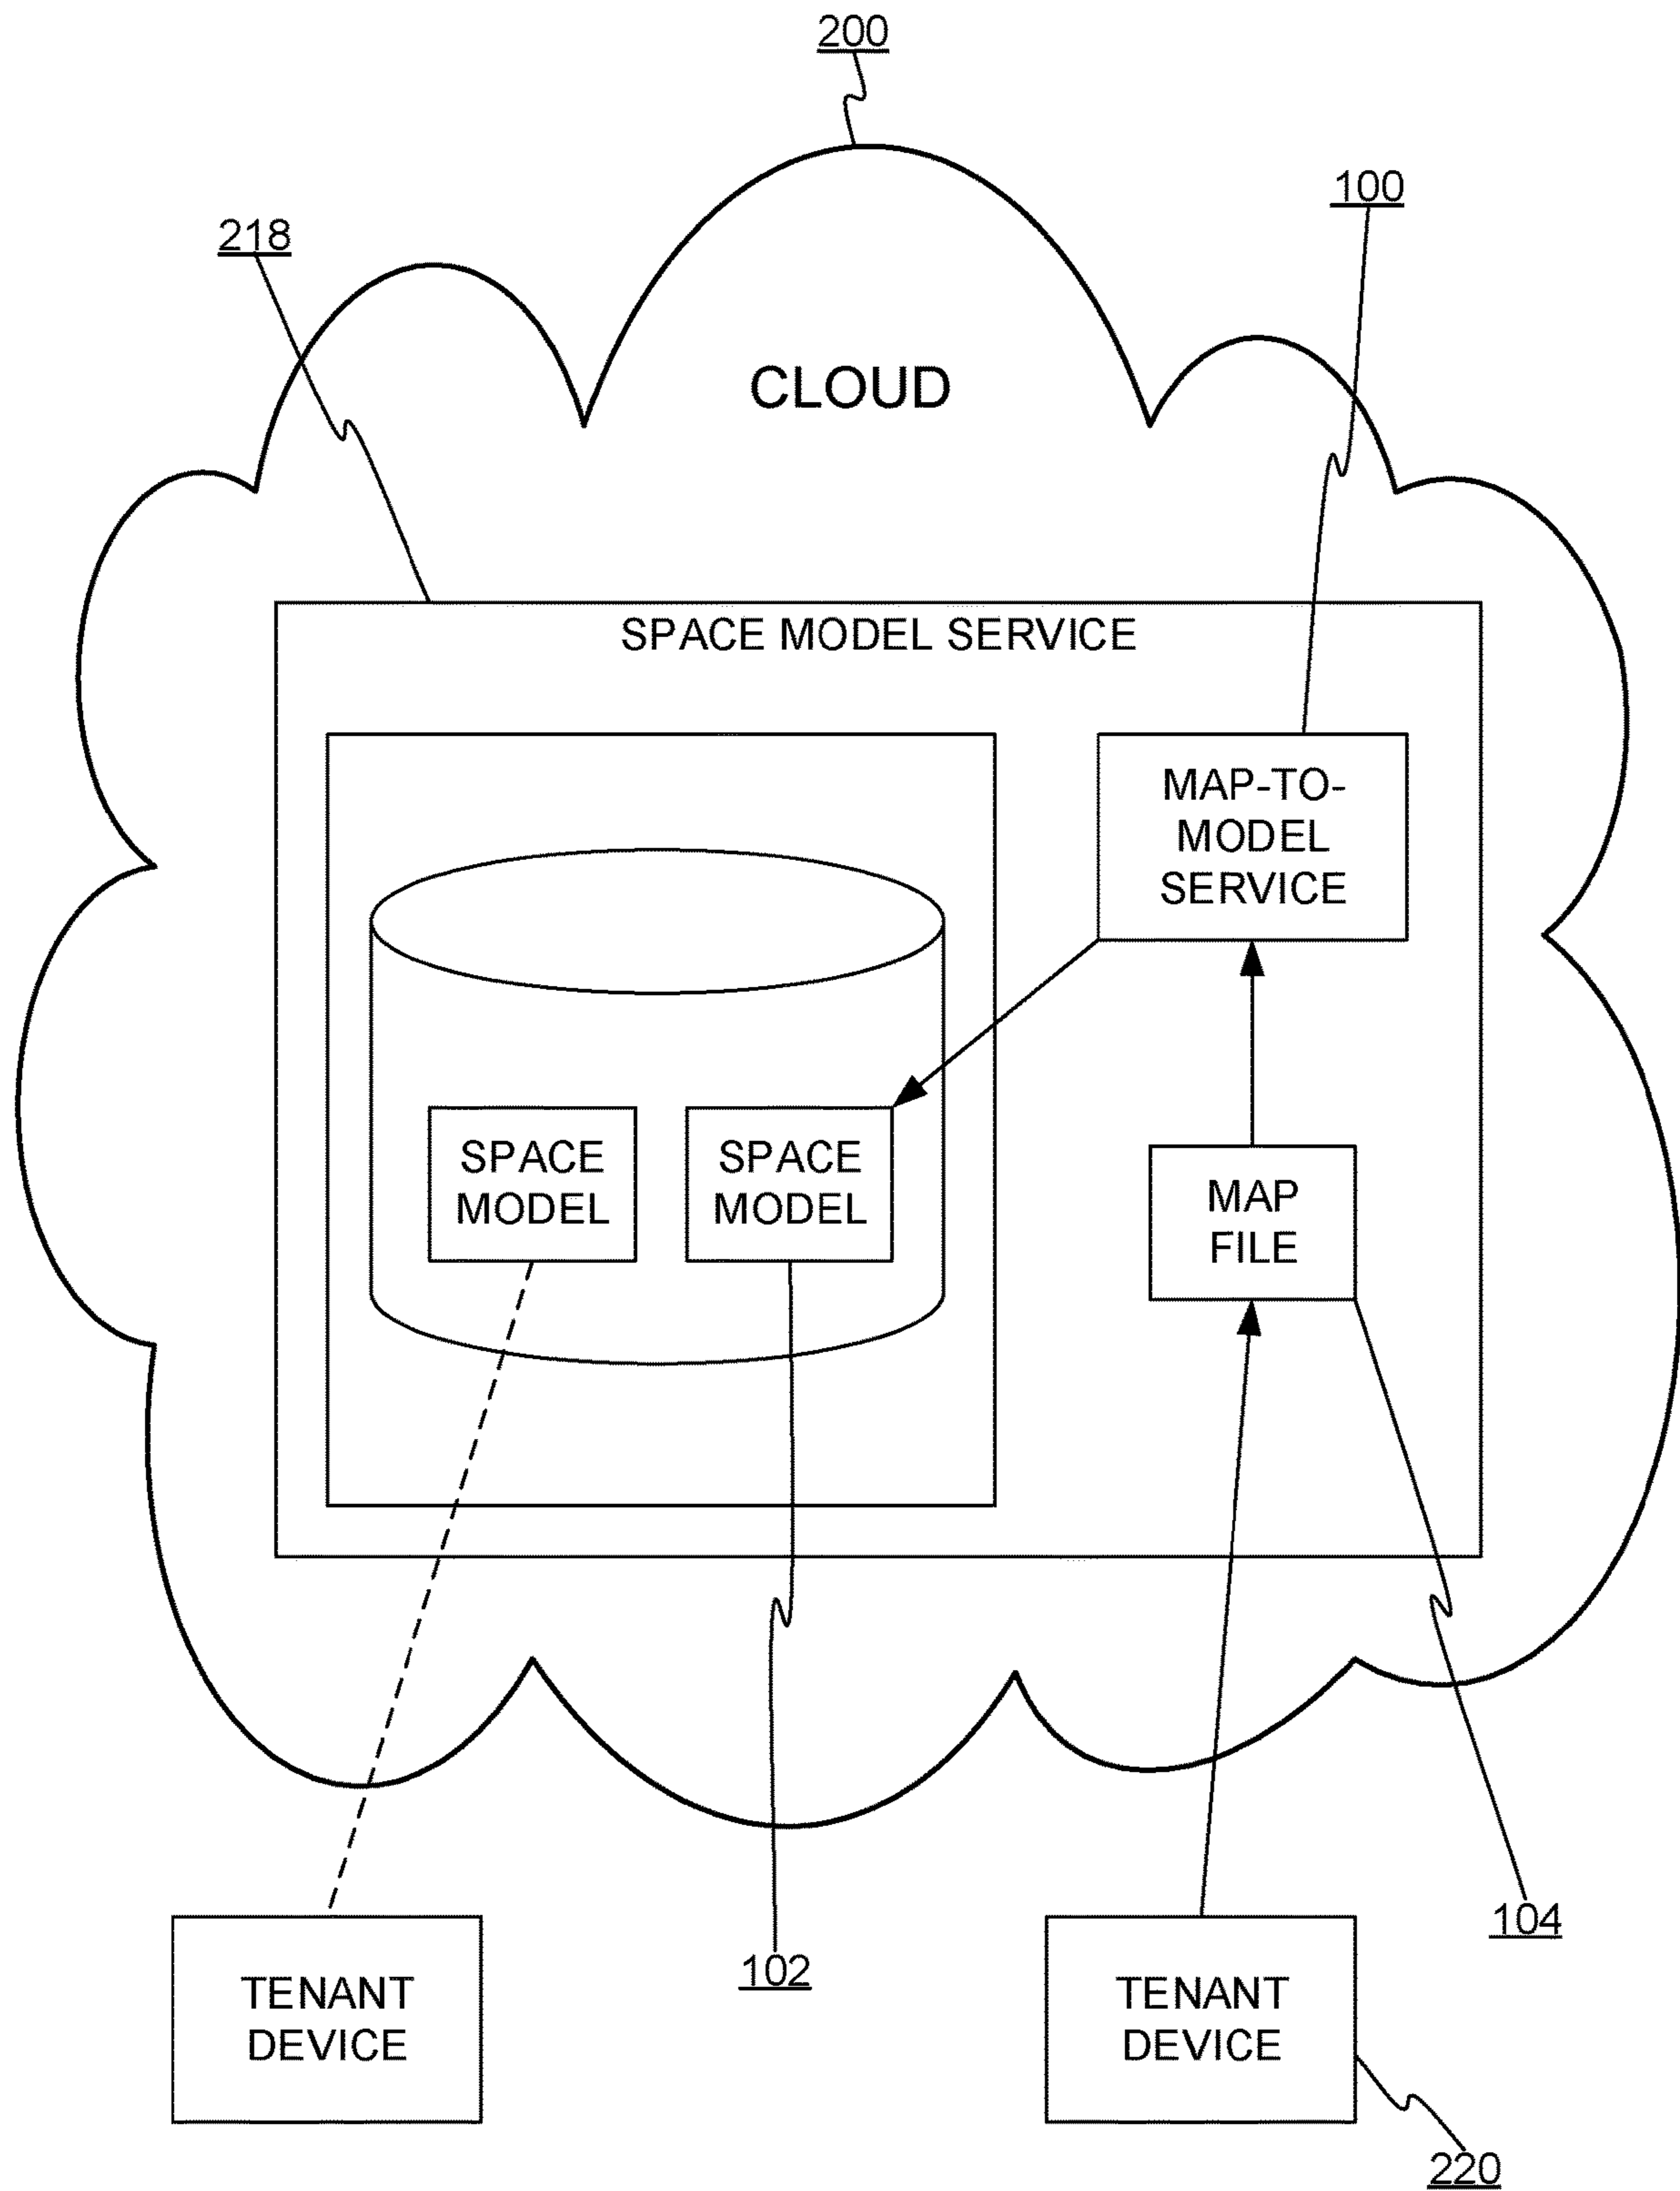 200
100
218
CLOUD
SPACE MODEL SERVICE
MAP-TO-
MODEL
SERVICE
SPACE
MODEL
SPACE
MODEL
MAP
FILE
104
102
TENANT
DEVICE
TENANT
DEVICE
220